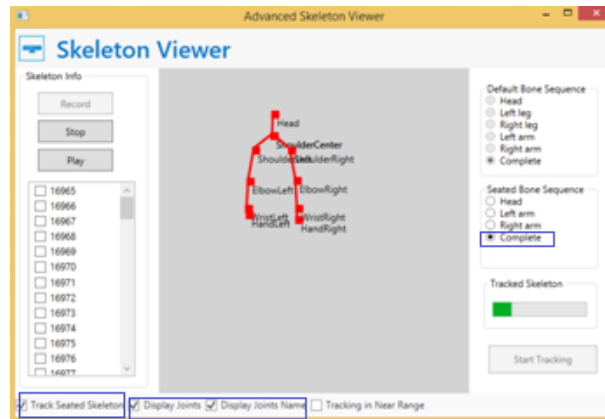 Advanced Skeleton Viewer
Skeleton Viewer
Skeleton Info
Record
Stop
Play
16965
16966
16967
16968
16969
16970
16971
16972
16973
16974
16975
16976
16977
Head
ShoulderCenter
ShoulderLeft ShoulderRight
ElbowLeft ElbowRight
WristLeft WristRight
HandLeft HandRight
Default Bone Sequence
Head
Left leg
Right leg
Left arm
Right arm
Complete
Seated Bone Sequence
Head
Left arm
Right arm
Complete
Tracked Skeleton
Start Tracking
Track Seated Skeleton Display Joints Display Joints Name Tracking in Near Range